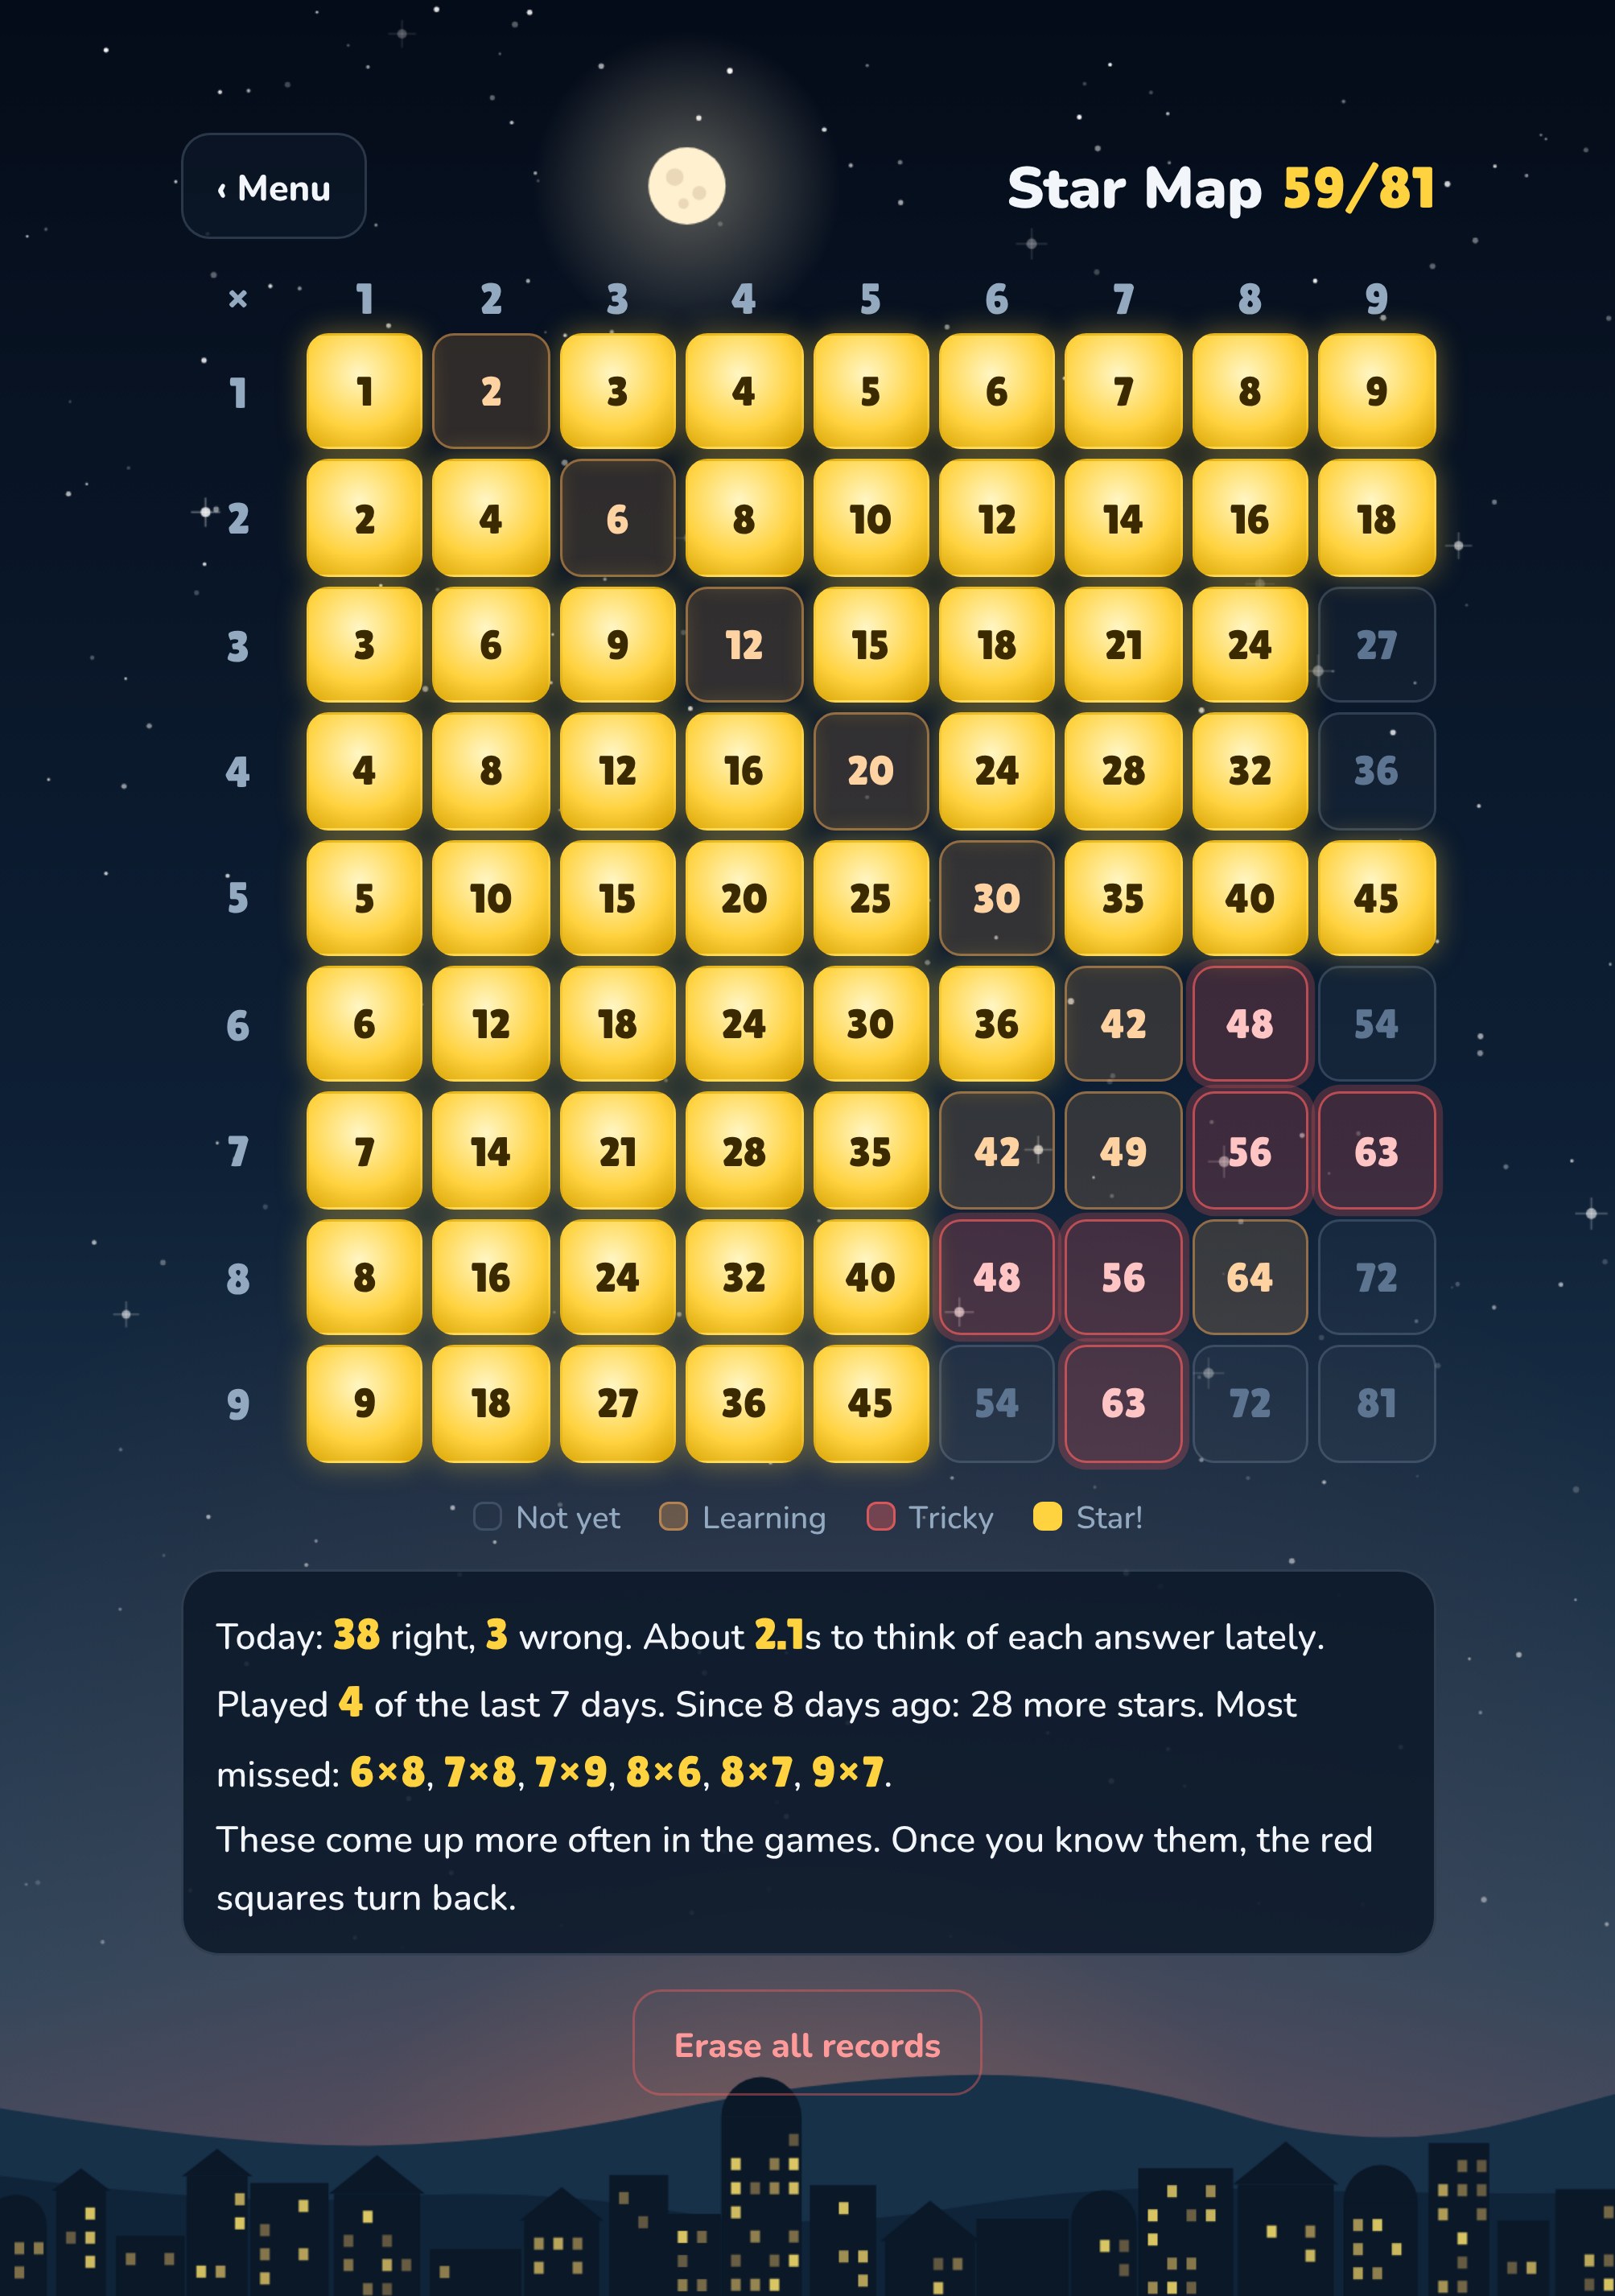 ‹ Menu
Star Map 59/81
× 1 2 3 4 5 6 7 8 9
1 1 2 3 4 5 6 7 8 9
2 2 4 6 8 10 12 14 16 18
3 3 6 9 12 15 18 21 24 27
4 4 8 12 16 20 24 28 32 36
5 5 10 15 20 25 30 35 40 45
6 6 12 18 24 30 36 42 48 54
7 7 14 21 28 35 42 49 56 63
8 8 16 24 32 40 48 56 64 72
9 9 18 27 36 45 54 63 72 81
Not yet Learning Tricky Star!
Today: 38 right, 3 wrong. About 2.1s to think of each answer lately.
Played 4 of the last 7 days. Since 8 days ago: 28 more stars. Most
missed: 6×8, 7×8, 7×9, 8×6, 8×7, 9×7.
These come up more often in the games. Once you know them, the red
squares turn back.
Erase all records